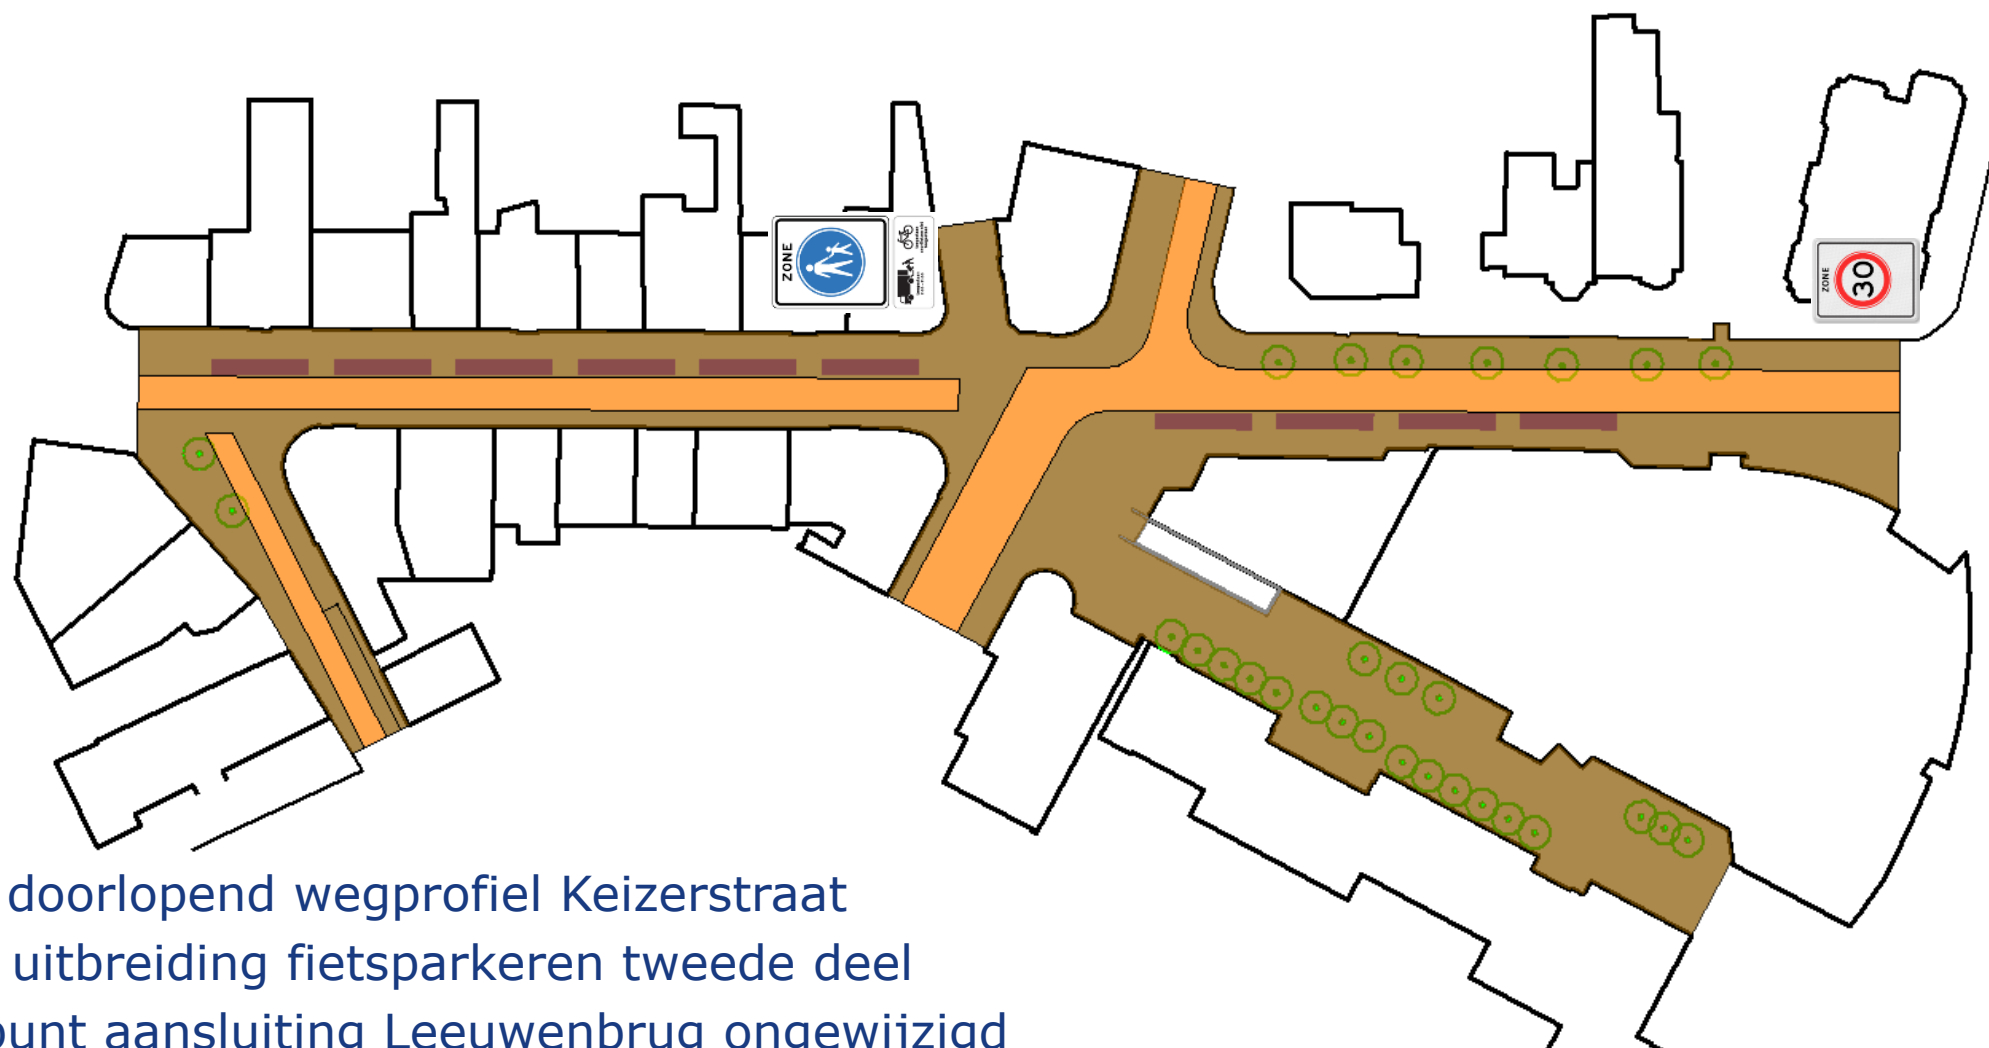 ZONE
ZONE
30
doorlopend wegprofiel Keizerstraat
uitbreiding fietsparkeren tweede deel
aansluiting Leeuwenbrug ongewijzigd